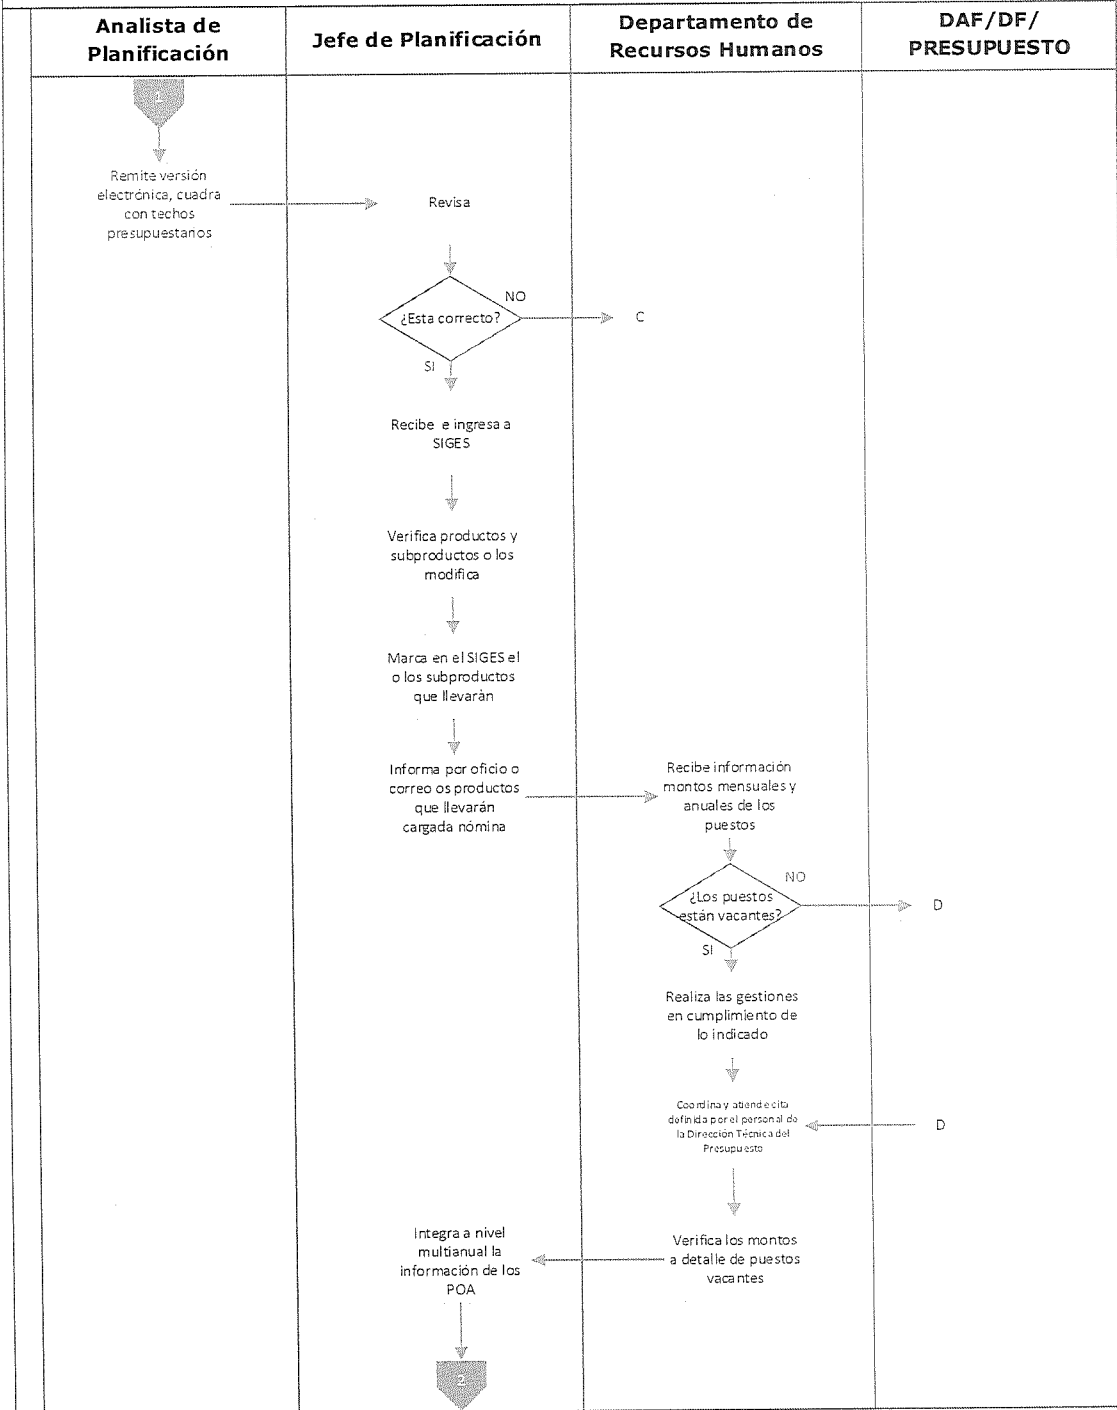 Analista de
Planificación
Jefe de Planificación
Departamento de
Recursos Humanos
DAF/DF/
PRESUPUESTO
1
Remite versión
electrónica, cuadra
con techos
presupuestarios
Revisa
¿Esta correcto?
NO
C
SI
Recibe e ingresa a
SIGES
Verifica productos y
subproductos o los
modifica
Marca en el SIGES el
o los subproductos
que llevarán
Informa por oficio o
correo os productos
que llevarán
cargada nómina
Recibe información
montos mensuales y
anuales de los
puestos
¿Los puestos
están vacantes?
NO
D
SI
Realiza las gestiones
en cumplimiento de
lo indicado
Coordina y atiende cita
definida por el personal de
la Dirección Técnica del
Presupuesto
D
Verifica los montos
a detalle de puestos
vacantes
Integra a nivel
multianual la
información de los
POA
2